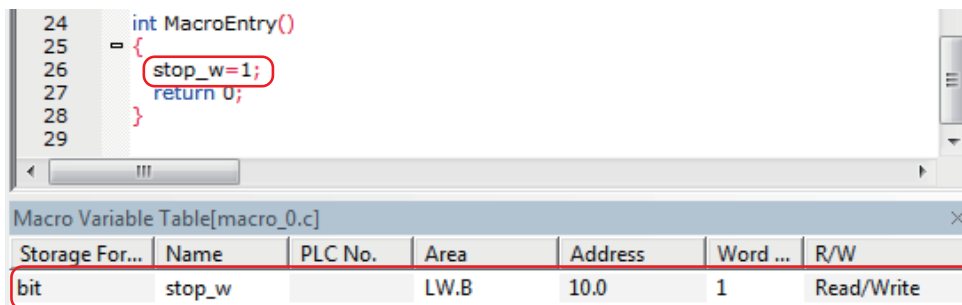 24 int MacroEntry()
25 {
26 stop_w=1;
27 return 0;
28 }
29
Macro Variable Table[macro_0.c]
Storage For... Name PLC No. Area Address Word ... R/W
bit stop_w LW.B 10.0 1 Read/Write